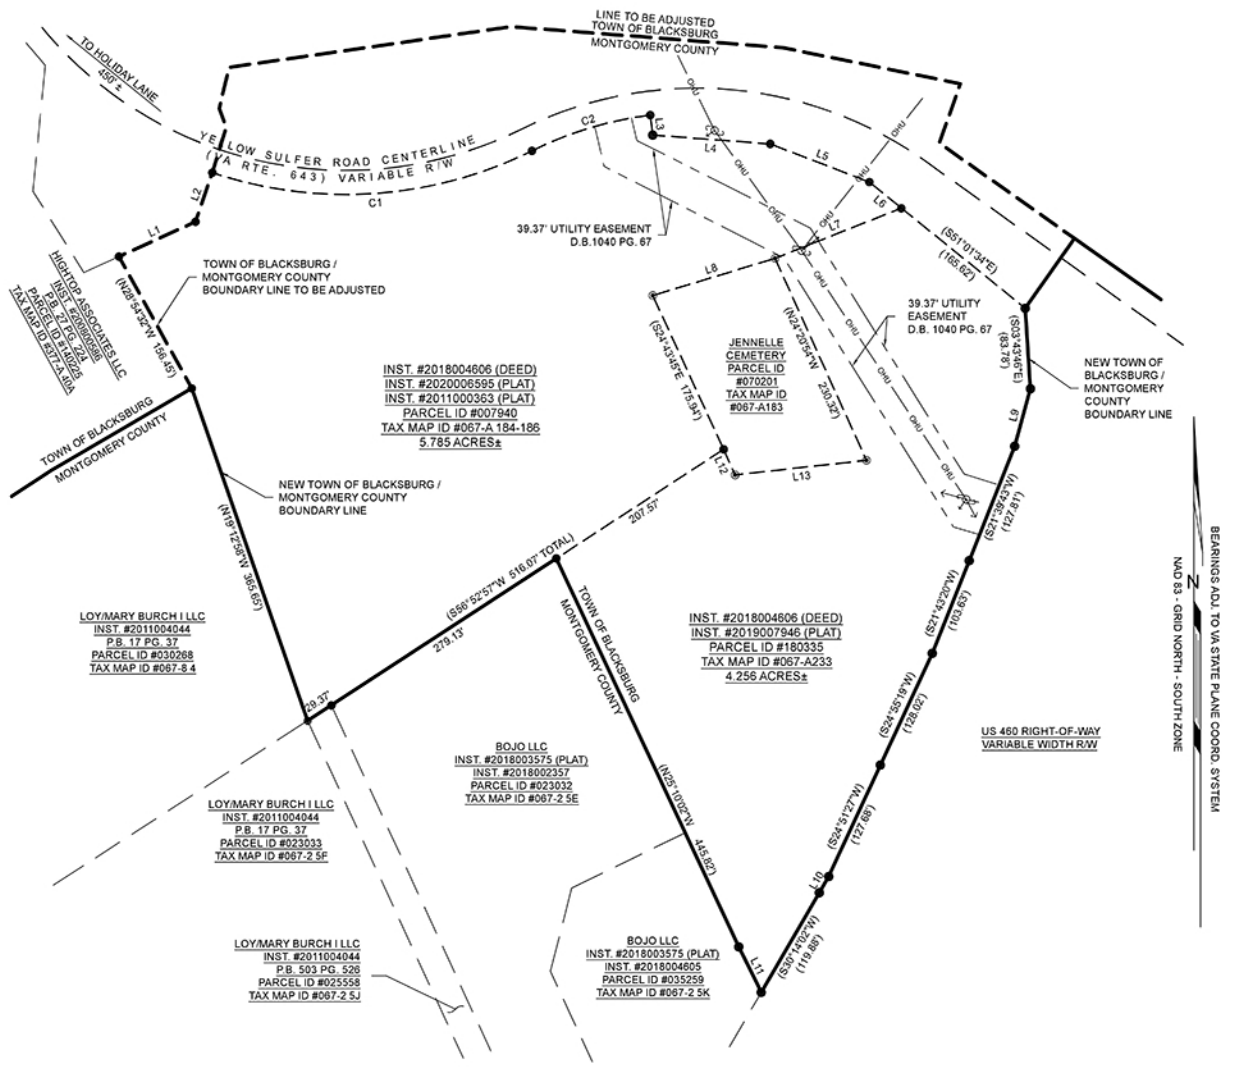 LINE TO BE ADJUSTED
TOWN OF BLACKSBURG
MONTGOMERY COUNTY
TO HOLIDAY LANE
450' ±
YELLOW SULFER ROAD CENTERLINE
(VA RTE. 643) VARIABLE R/W
OHU
OHU
OHU
OHU
OHU
OHU
OHU
OHU
C1
C2
L1
L2
L3
L4
L5
L6
L7
L8
39.37' UTILITY EASEMENT
D.B.1040 PG. 67
(S51°01'34"E)
(165.62')
TOWN OF BLACKSBURG /
MONTGOMERY COUNTY
BOUNDARY LINE TO BE ADJUSTED
(N28°54'32"W 156.45')
HIGHTOP ASSOCIATES LLC
INST. #200900586
P.B. 27 PG. 224
PARCEL ID #140225
TAX MAP ID #377-A 40A
39.37' UTILITY
EASEMENT
D.B. 1040 PG. 67
(S03°43'46"E)
(83.78')
NEW TOWN OF
BLACKSBURG /
MONTGOMERY
COUNTY
BOUNDARY LINE
(S24°43'45"E 175.94')
(N24°20'54"W 230.32')
JENNELLE
CEMETERY
PARCEL ID
#070201
TAX MAP ID
#067-A183
INST. #2018004606 (DEED)
INST. #2020006595 (PLAT)
INST. #2011000363 (PLAT)
PARCEL ID #007940
TAX MAP ID #067-A 184-186
5.785 ACRES±
TOWN OF BLACKSBURG
MONTGOMERY COUNTY
L9
L12
L13
NEW TOWN OF BLACKSBURG /
MONTGOMERY COUNTY
BOUNDARY LINE
(N19°12'58"W 365.65')
(S21°39'43"W)
(127.81')
207.57'
(S56°52'57"W 516.07' TOTAL)
279.13'
29.37'
TOWN OF BLACKSBURG
MONTGOMERY COUNTY
(S21°43'20"W)
(103.63')
LOY/MARY BURCH I LLC
INST. #2011004044
P.B. 17 PG. 37
PARCEL ID #030268
TAX MAP ID #067-8 4
INST. #2018004606 (DEED)
INST. #2019007946 (PLAT)
PARCEL ID #180335
TAX MAP ID #067-A233
4.256 ACRES±
(S24°55'19"W)
(128.02')
US 460 RIGHT-OF-WAY
VARIABLE WIDTH R/W
N
BEARINGS ADJ. TO VA STATE PLANE COORD. SYSTEM
NAD 83 - GRID NORTH - SOUTH ZONE
BOJO LLC
INST. #2018003575 (PLAT)
INST. #2018002357
PARCEL ID #023032
TAX MAP ID #067-2 5E
(N25°10'02"W 445.82')
LOY/MARY BURCH I LLC
INST. #2011004044
P.B. 17 PG. 37
PARCEL ID #023033
TAX MAP ID #067-2 5F
(S24°51'27"W)
(127.68')
L10
LOY/MARY BURCH I LLC
INST. #2011004044
P.B. 503 PG. 526
PARCEL ID #025558
TAX MAP ID #067-2 5J
BOJO LLC
INST. #2018003575 (PLAT)
INST. #2018004605
PARCEL ID #035259
TAX MAP ID #067-2 5K
L11
(S30°14'02"W)
(119.88')